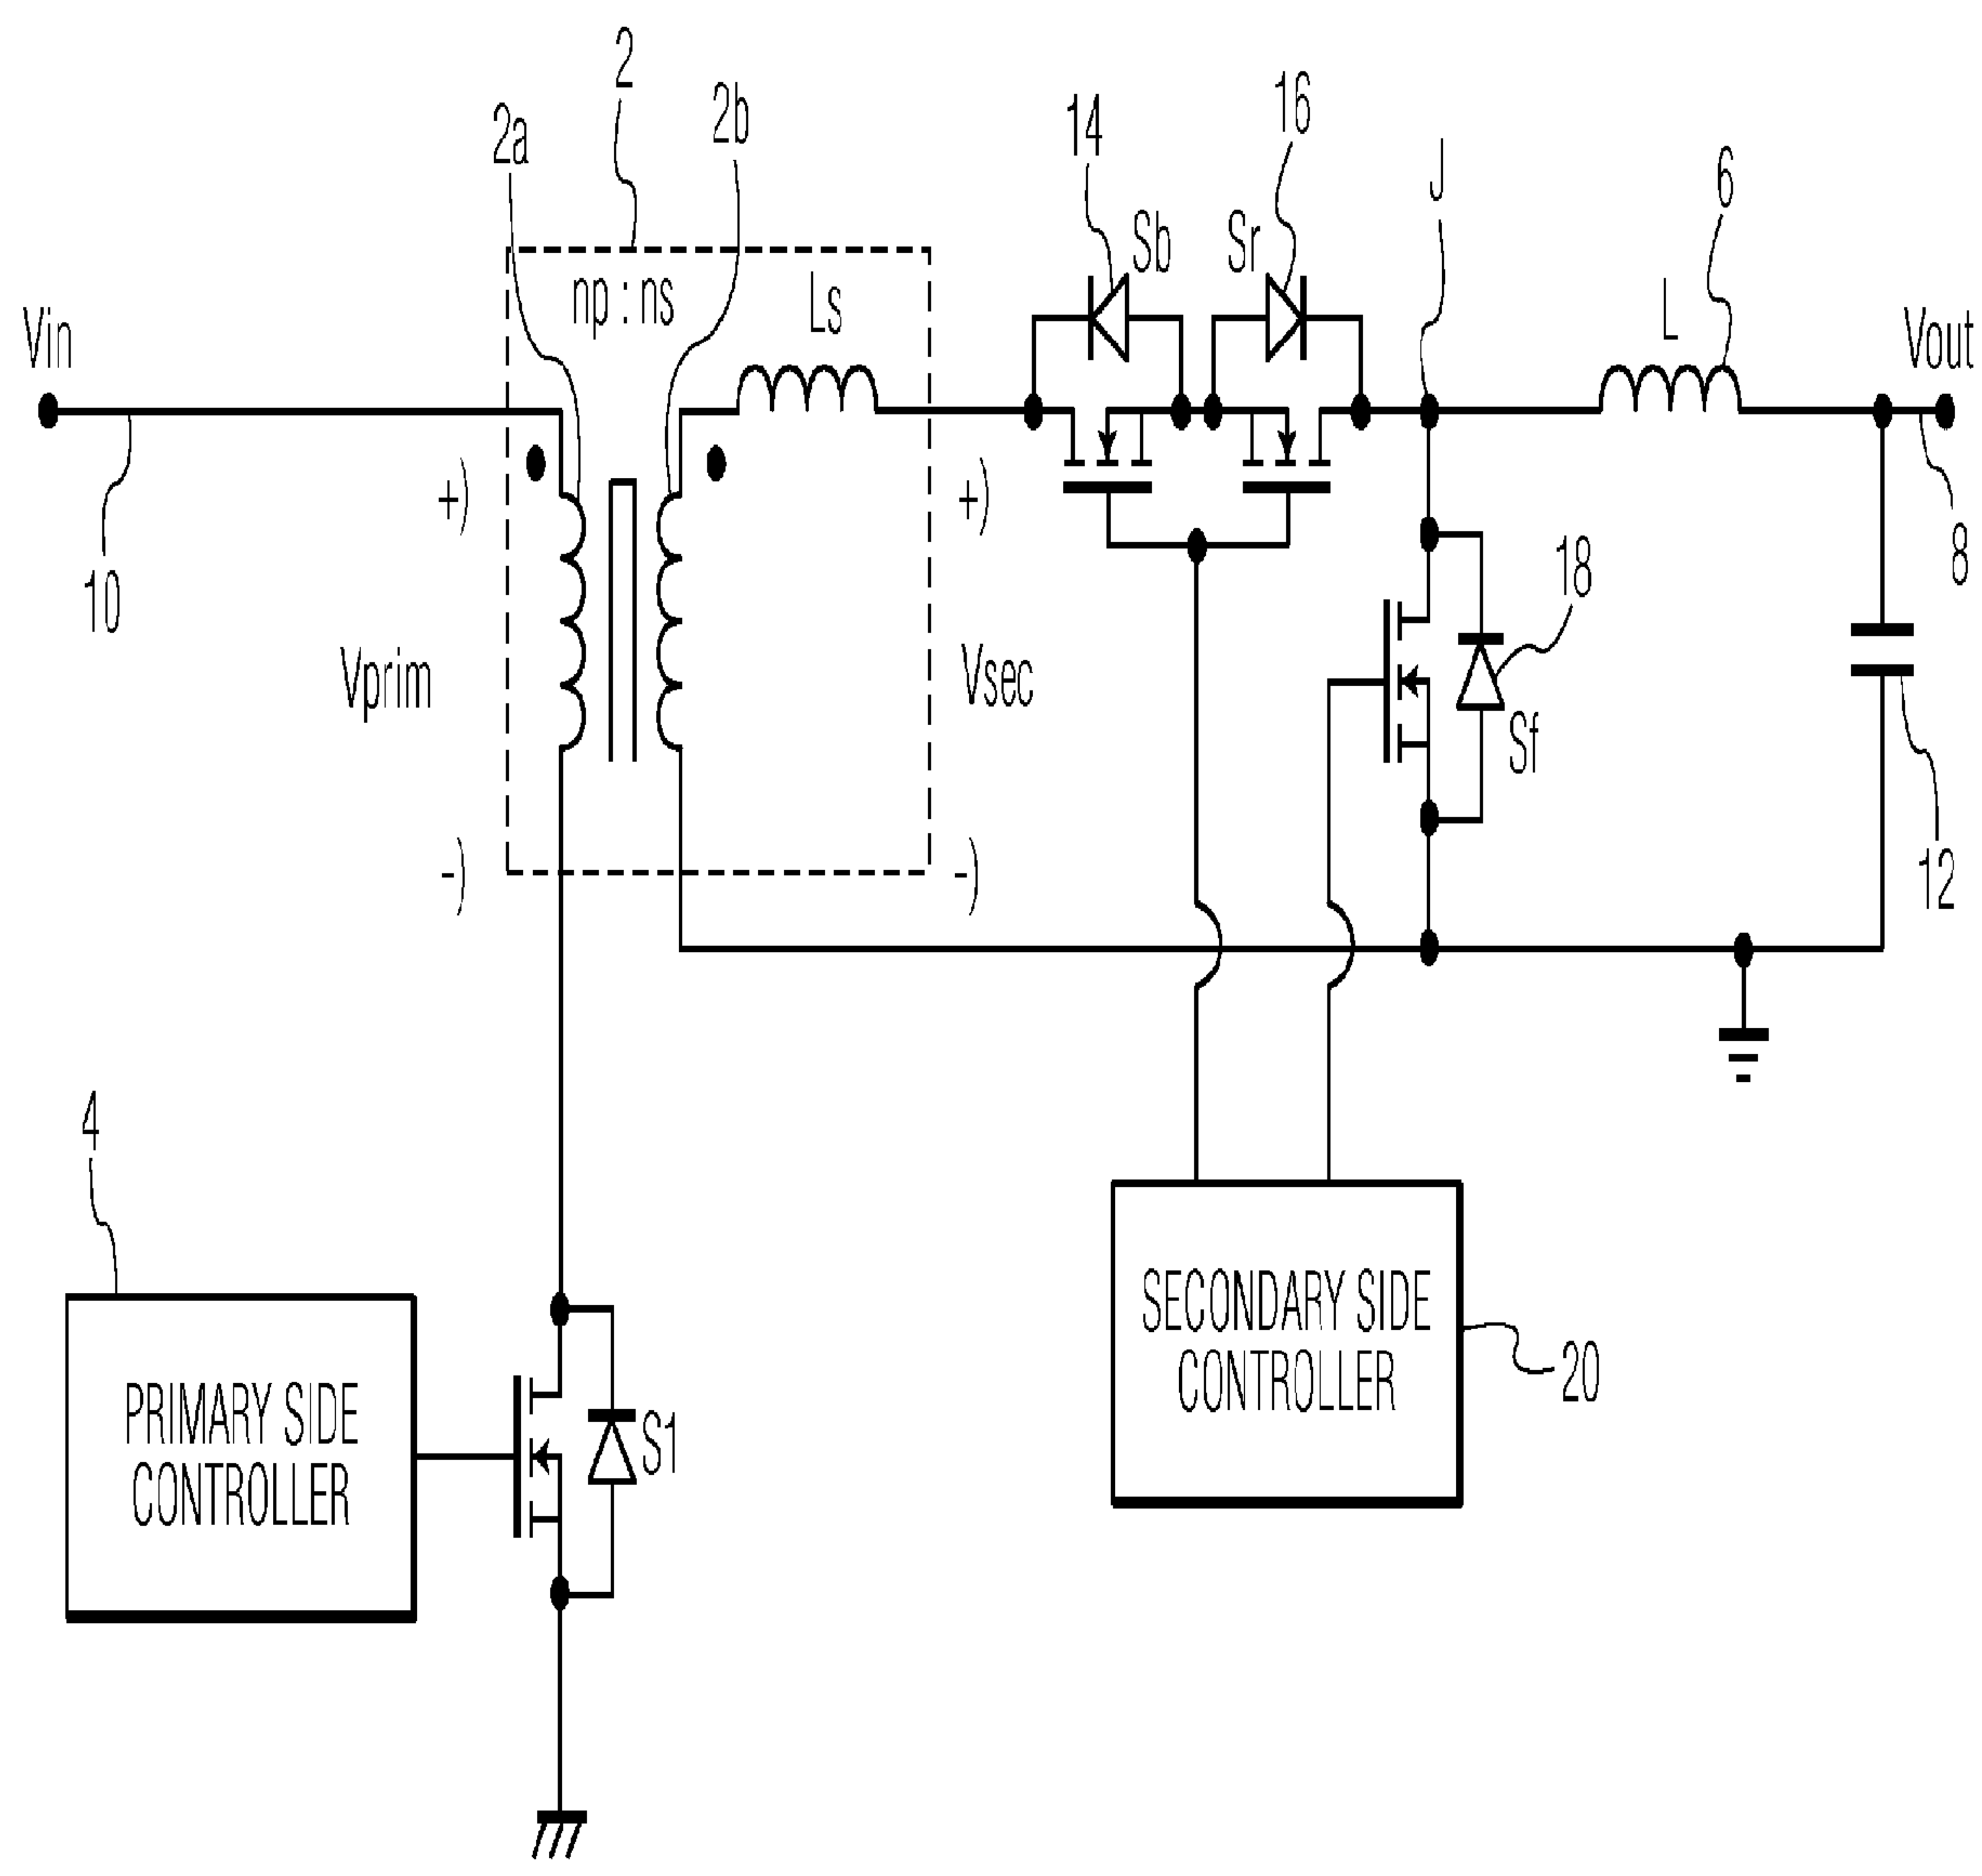 2
2a
2b
14
16
J
6
Sb
Sr
np : ns
Ls
L
Vin
Vout
+)
+)
10
18
8
Vprim
Vsec
Sf
-)
-)
12
4
SECONDARY SIDE
CONTROLLER
20
PRIMARY SIDE
CONTROLLER
S1